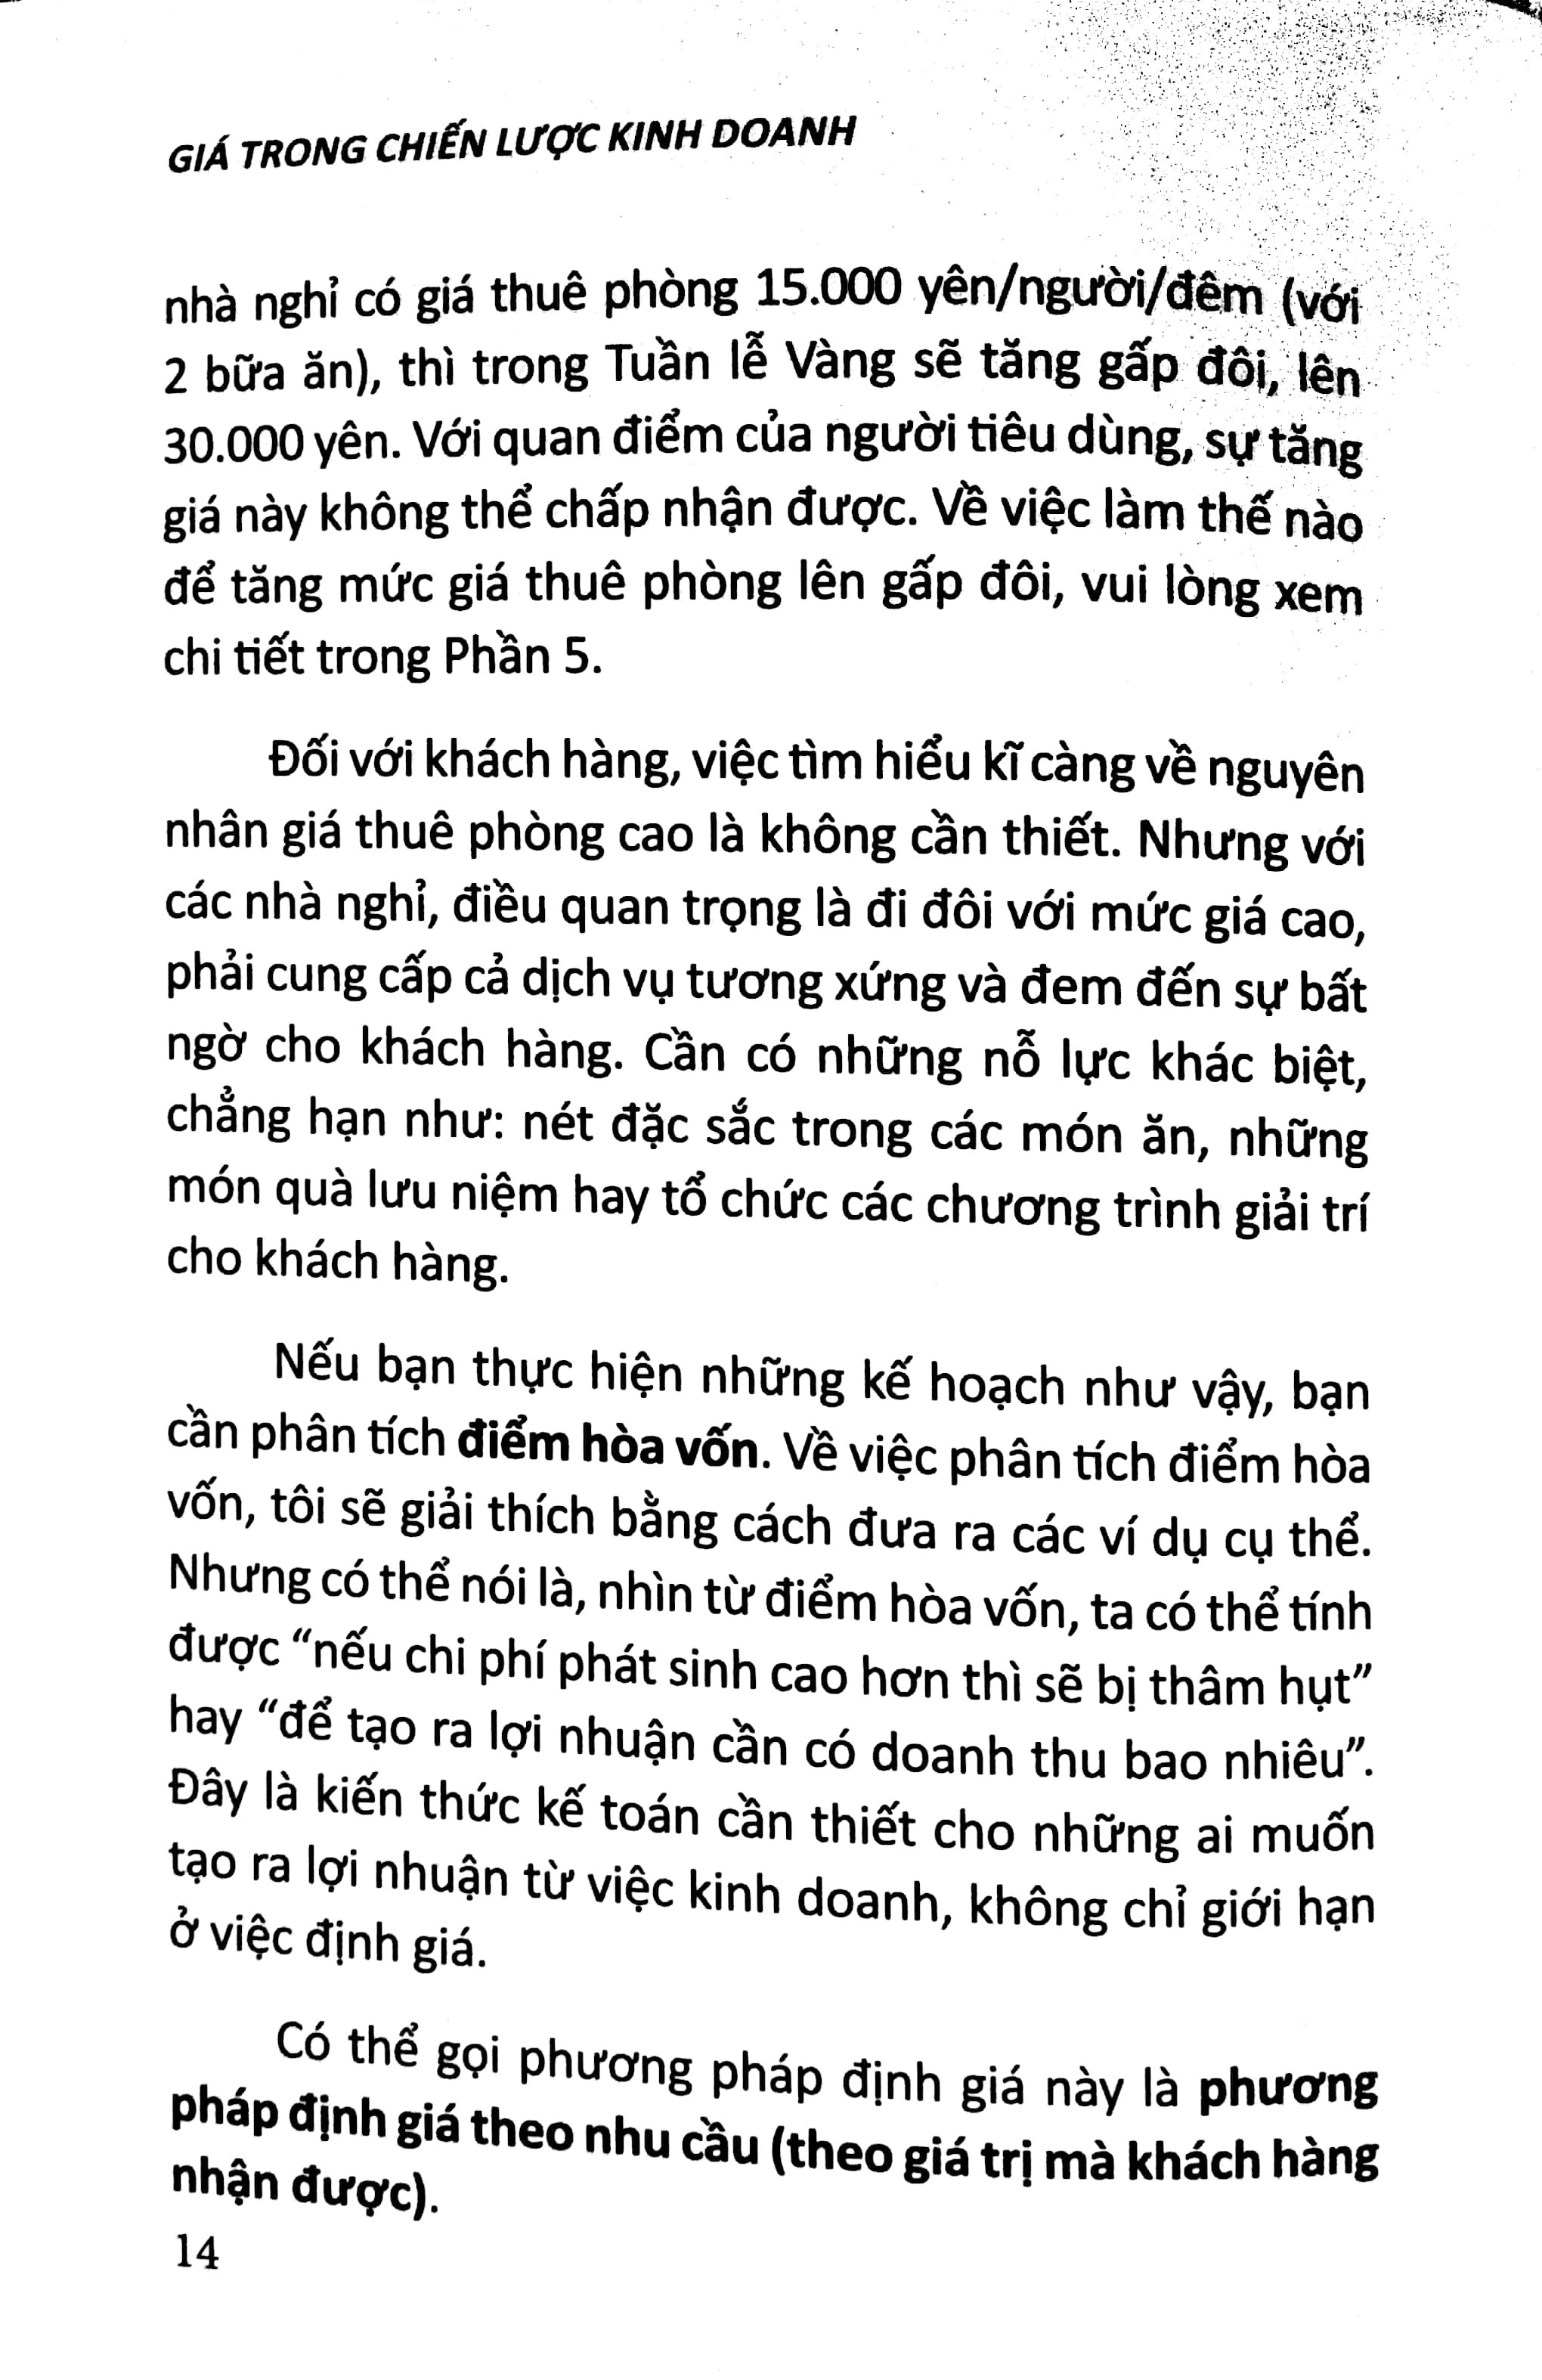 GIÁ TRONG CHIẾN LƯỢC KINH DOANH
nhà nghỉ có giá thuê phòng 15.000 yên/người/đêm (với
2 bữa ăn), thì trong Tuần lễ Vàng sẽ tăng gấp đôi, lên
30.000 yên. Với quan điểm của người tiêu dùng, sự tăng
giá này không thể chấp nhận được. Về việc làm thế nào
để tăng mức giá thuê phòng lên gấp đôi, vui lòng xem
chi tiết trong Phần 5.
Đối với khách hàng, việc tìm hiểu kĩ càng về nguyên
nhân giá thuê phòng cao là không cần thiết. Nhưng với
các nhà nghỉ, điều quan trọng là đi đôi với mức giá cao,
phải cung cấp cả dịch vụ tương xứng và đem đến sự bất
ngờ cho khách hàng. Cần có những nỗ lực khác biệt,
chẳng hạn như: nét đặc sắc trong các món ăn, những
món quà lưu niệm hay tổ chức các chương trình giải trí
cho khách hàng.
Nếu bạn thực hiện những kế hoạch như vậy, bạn
cần phân tích điểm hòa vốn. Về việc phân tích điểm hòa
vốn, tôi sẽ giải thích bằng cách đưa ra các ví dụ cụ thể.
Nhưng có thể nói là, nhìn từ điểm hòa vốn, ta có thể tính
được “nếu chi phí phát sinh cao hơn thì sẽ bị thâm hụt”
hay “để tạo ra lợi nhuận cần có doanh thu bao nhiêu”.
Đây là kiến thức kế toán cần thiết cho những ai muốn
tạo ra lợi nhuận từ việc kinh doanh, không chỉ giới hạn
ở việc định giá.
Có thể gọi phương pháp định giá này là phương
pháp định giá theo nhu cầu (theo giá trị mà khách hàng
nhận được).
14